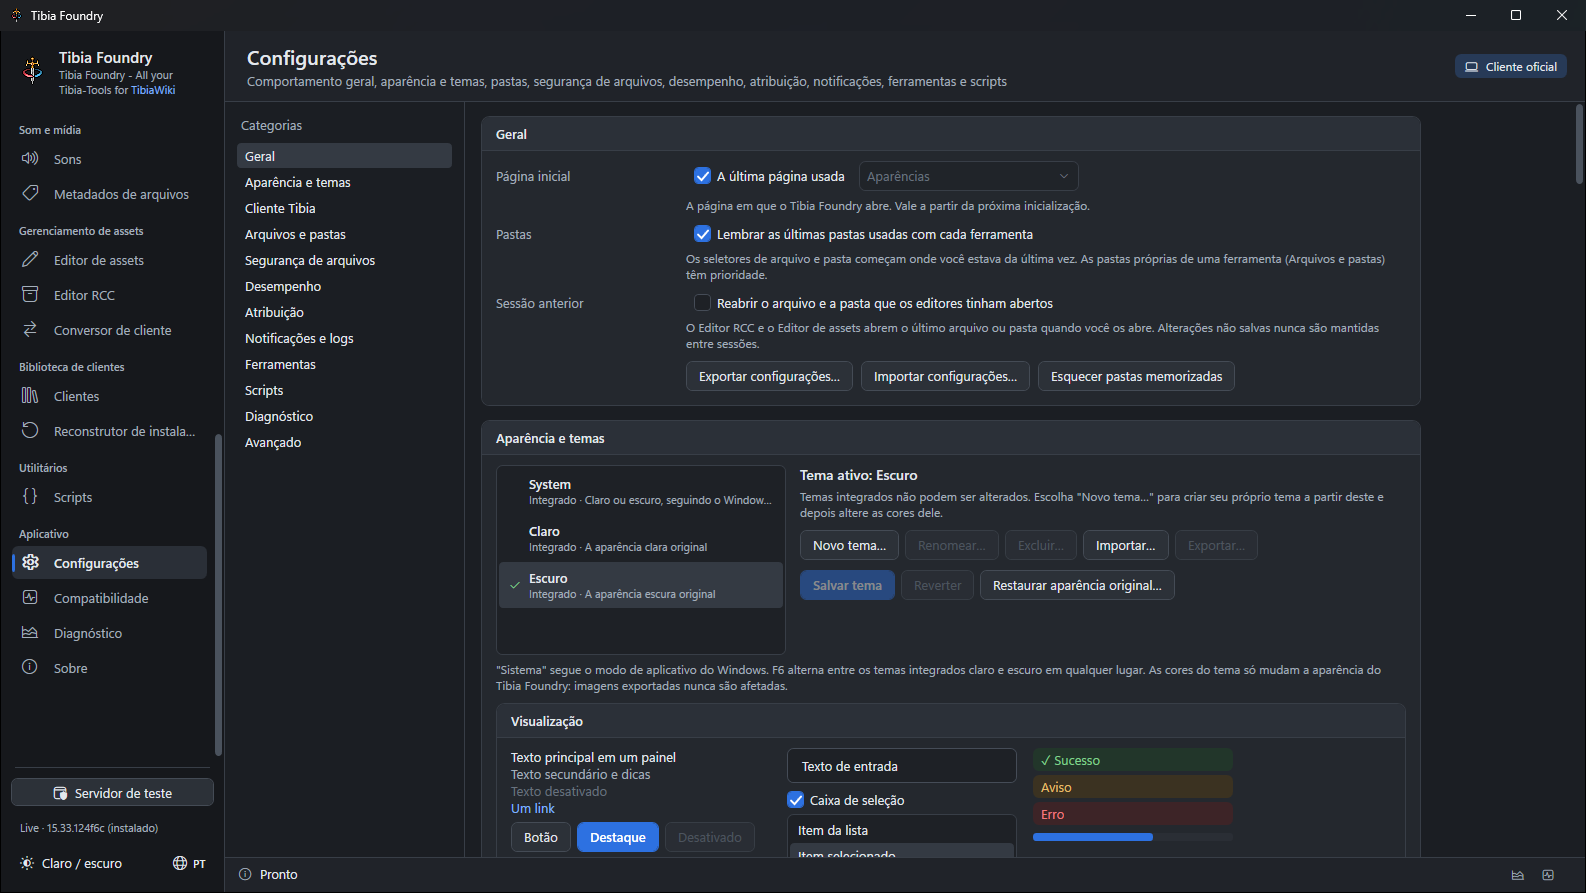 Tibia Foundry
Tibia Foundry
Tibia Foundry - All your
Tibia-Tools for TibiaWiki
Som e mídia
Sons
Metadados de arquivos
Gerenciamento de assets
Editor de assets
Editor RCC
Conversor de cliente
Biblioteca de clientes
Clientes
Reconstrutor de instala...
Utilitários
Scripts
Aplicativo
Configurações
Compatibilidade
Diagnóstico
Sobre
Servidor de teste
Live · 15.33.124f6c (instalado)
Claro / escuro
PT
Configurações
Comportamento geral, aparência e temas, pastas, segurança de arquivos, desempenho, atribuição, notificações, ferramentas e scripts
Cliente oficial
Categorias
Geral
Aparência e temas
Cliente Tibia
Arquivos e pastas
Segurança de arquivos
Desempenho
Atribuição
Notificações e logs
Ferramentas
Scripts
Diagnóstico
Avançado
Geral
Página inicial
A última página usada
Aparências
A página em que o Tibia Foundry abre. Vale a partir da próxima inicialização.
Pastas
Lembrar as últimas pastas usadas com cada ferramenta
Os seletores de arquivo e pasta começam onde você estava da última vez. As pastas próprias de uma ferramenta (Arquivos e pastas)
têm prioridade.
Sessão anterior
Reabrir o arquivo e a pasta que os editores tinham abertos
O Editor RCC e o Editor de assets abrem o último arquivo ou pasta quando você os abre. Alterações não salvas nunca são mantidas
entre sessões.
Exportar configurações...
Importar configurações...
Esquecer pastas memorizadas
Aparência e temas
System
Integrado · Claro ou escuro, seguindo o Window...
Claro
Integrado · A aparência clara original
Escuro
Integrado · A aparência escura original
Tema ativo: Escuro
Temas integrados não podem ser alterados. Escolha "Novo tema..." para criar seu próprio tema a partir deste e
depois altere as cores dele.
Novo tema...
Renomear...
Excluir...
Importar...
Exportar...
Salvar tema
Reverter
Restaurar aparência original...
"Sistema" segue o modo de aplicativo do Windows. F6 alterna entre os temas integrados claro e escuro em qualquer lugar. As cores do tema só mudam a aparência do
Tibia Foundry: imagens exportadas nunca são afetadas.
Visualização
Texto principal em um painel
Texto secundário e dicas
Texto desativado
Um link
Botão
Destaque
Desativado
Texto de entrada
Caixa de seleção
Item da lista
Item selecionado
✓ Sucesso
Aviso
Erro
Pronto